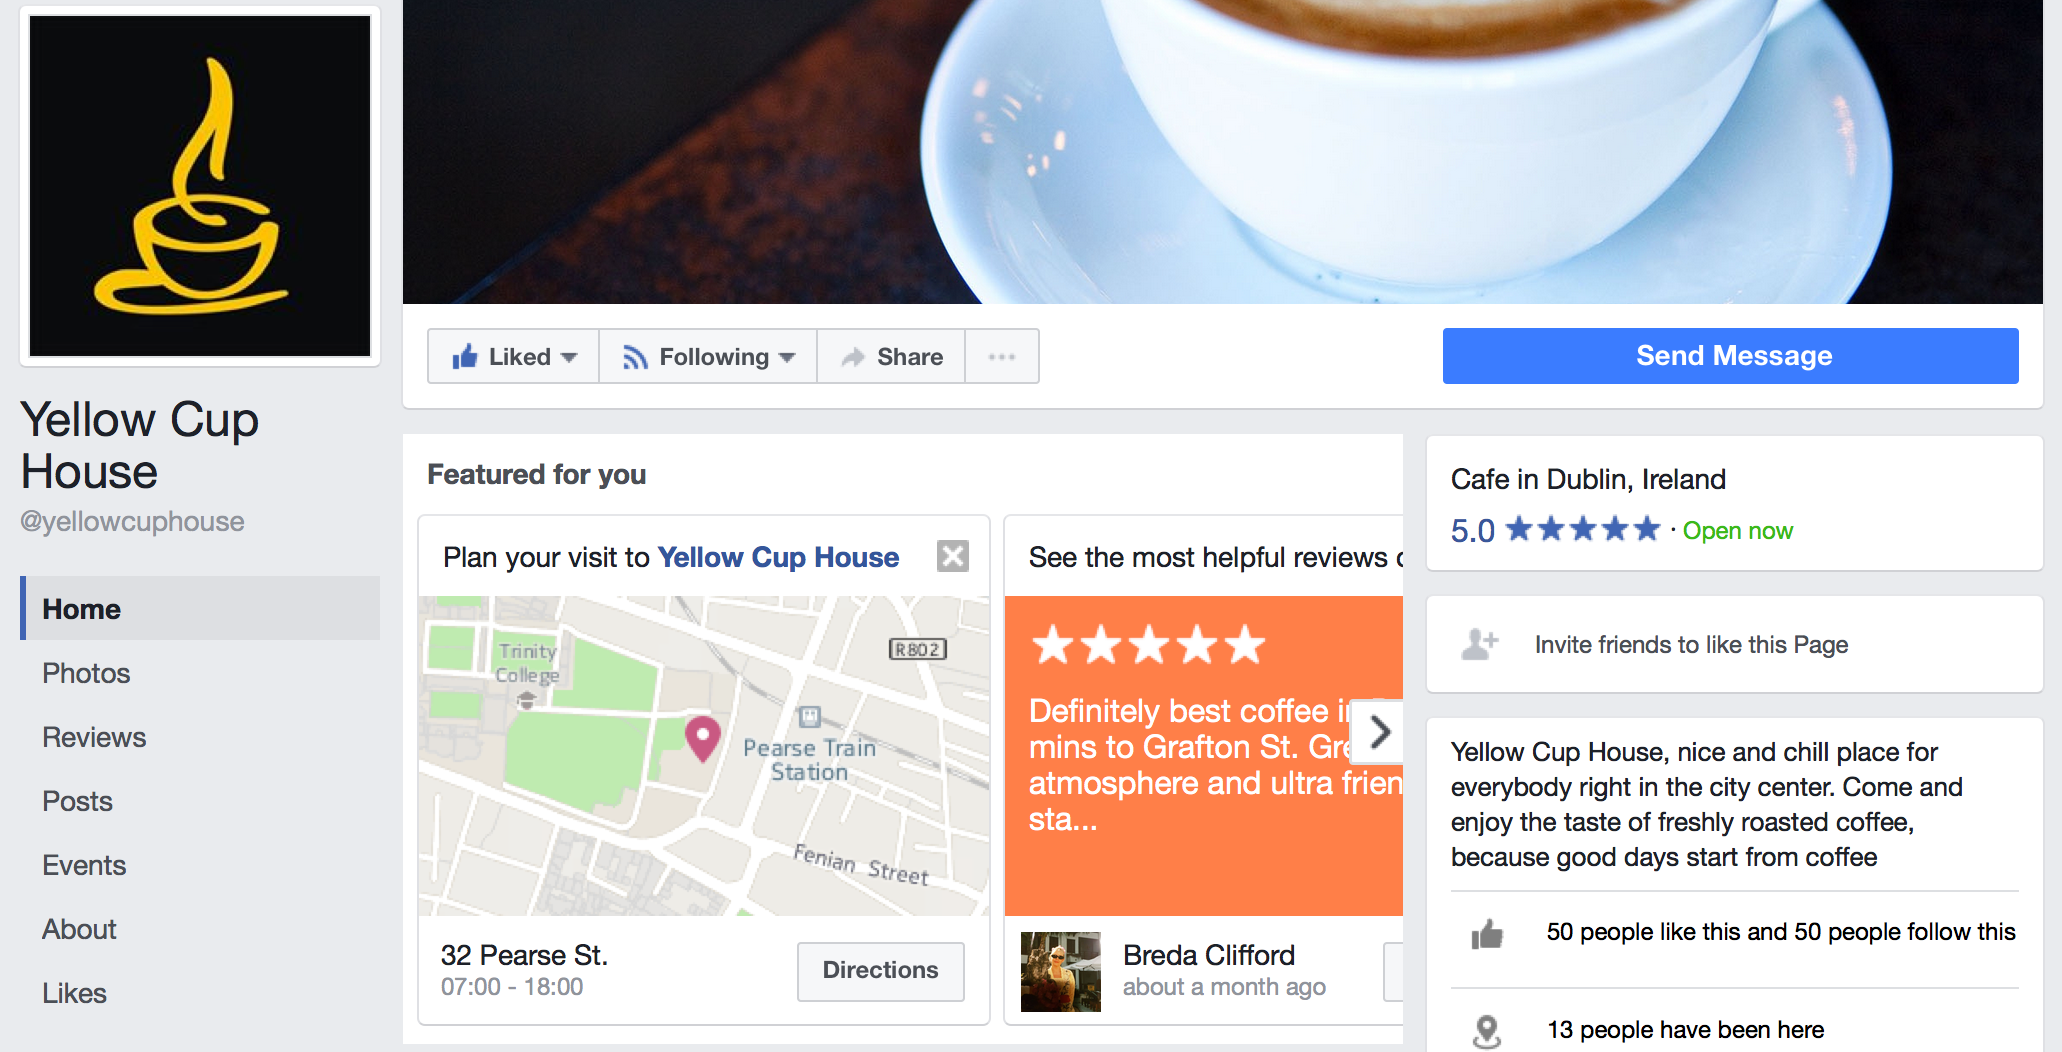 Yellow Cup
House
@yellowcuphouse
Home
Photos
Reviews
Posts
Events
About
Likes
Liked
Following
Share
Send Message
Featured for you
Plan your visit to Yellow Cup House
Trinity
College
R802
Pearse Train
Station
Fenian Street
32 Pearse St.
07:00 - 18:00
Directions
See the most helpful reviews
Definitely best coffee
mins to Grafton St.
atmosphere and ultra
sta...
Breda Clifford
about a month ago
Cafe in Dublin, Ireland
5.0 · Open now
Invite friends to like this Page
Yellow Cup House, nice and chill place for
everybody right in the city center. Come and
enjoy the taste of freshly roasted coffee,
because good days start from coffee
50 people like this and 50 people follow this
13 people have been here